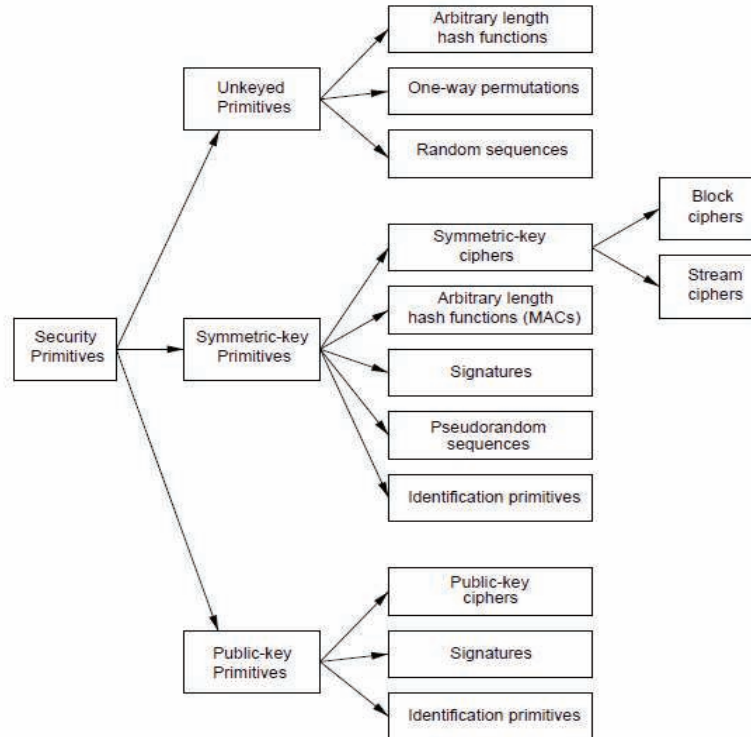 Arbitrary length
hash functions
Unkeyed
Primitives
One-way permutations
Random sequences
Block
ciphers
Symmetric-key
ciphers
Stream
ciphers
Arbitrary length
hash functions (MACs)
Security
Primitives
Symmetric-key
Primitives
Signatures
Pseudorandom
sequences
Identification primitives
Public-key
ciphers
Public-key
Primitives
Signatures
Identification primitives